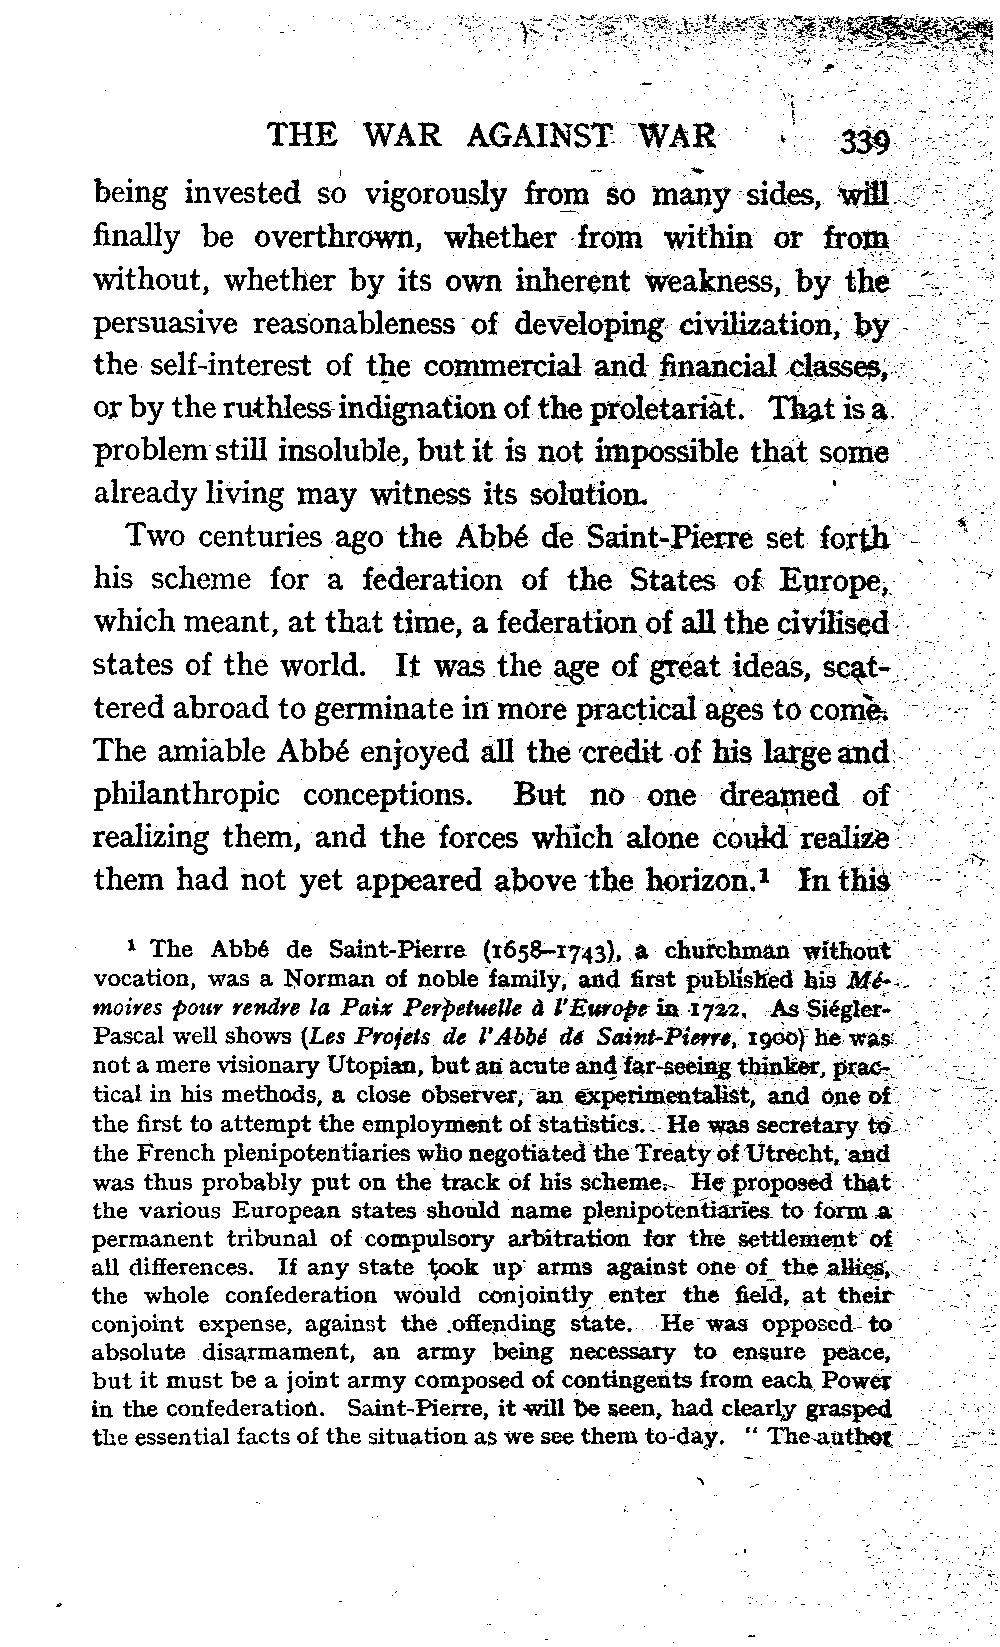 THE WAR AGAINST WAR 339
being invested so vigorously from so many sides, will
finally be overthrown, whether from within or from
without, whether by its own inherent weakness, by the
persuasive reasonableness of developing civilization, by
the self-interest of the commercial and financial classes,
or by the ruthless indignation of the proletariat. That is a
problem still insoluble, but it is not impossible that some
already living may witness its solution.
Two centuries ago the Abbé de Saint-Pierre set forth
his scheme for a federation of the States of Europe,
which meant, at that time, a federation of all the civilised
states of the world. It was the age of great ideas, scat-
tered abroad to germinate in more practical ages to come.
The amiable Abbé enjoyed all the credit of his large and
philanthropic conceptions. But no one dreamed of
realizing them, and the forces which alone could realize
them had not yet appeared above the horizon.¹ In this
¹ The Abbé de Saint-Pierre (1658–1743), a churchman without
vocation, was a Norman of noble family, and first published his Mé-
moires pour rendre la Paix Perpetuelle à l'Europe in 1722. As Siégler-
Pascal well shows (Les Projets de l'Abbé de Saint-Pierre, 1900) he was
not a mere visionary Utopian, but an acute and far-seeing thinker, prac-
tical in his methods, a close observer, an experimentalist, and one of
the first to attempt the employment of statistics. He was secretary to
the French plenipotentiaries who negotiated the Treaty of Utrecht, and
was thus probably put on the track of his scheme. He proposed that
the various European states should name plenipotentiaries to form a
permanent tribunal of compulsory arbitration for the settlement of
all differences. If any state took up arms against one of the allies,
the whole confederation would conjointly enter the field, at their
conjoint expense, against the offending state. He was opposed to
absolute disarmament, an army being necessary to ensure peace,
but it must be a joint army composed of contingents from each Power
in the confederation. Saint-Pierre, it will be seen, had clearly grasped
the essential facts of the situation as we see them to-day. " The author